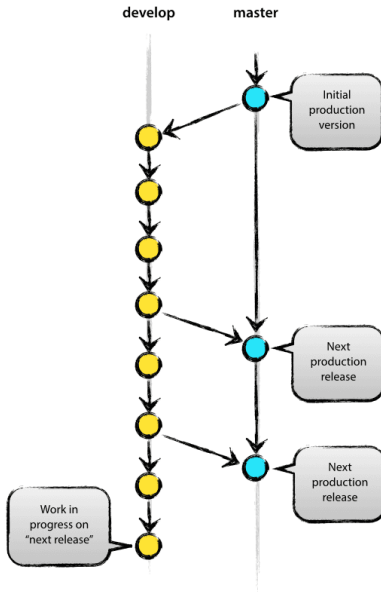 develop
master
Initial
production
version
Next
production
release
Next
production
release
Work in
progress on
“next release”